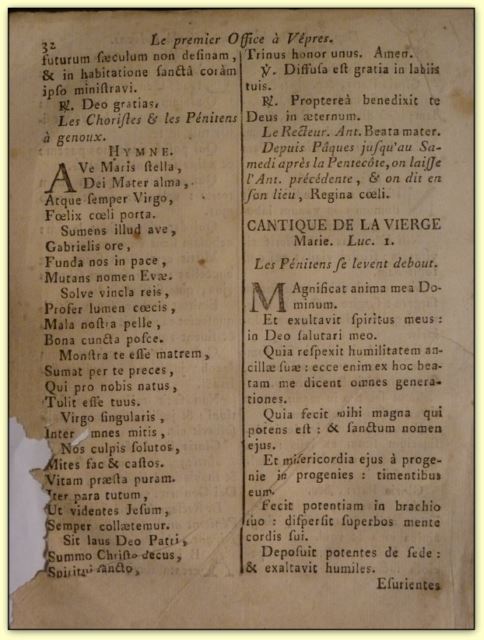 32
Le premier Office à Vépres.
futurum ſæculum non deſinam,
& in habitatione ſanctâ coràm
ipſo miniſtravi.
℟. Deo gratias.
Les Choriſtes & les Pénitens
à genoux.
HYMNE.
AVe Maris ſtella,
Dei Mater alma,
Atque ſemper Virgo,
Fœlix cœli porta.
Sumens illud ave,
Gabrielis ore,
Funda nos in pace,
Mutans nomen Evæ.
Solve vincla reis,
Profer lumen cœcis,
Mala noſtra pelle,
Bona cuncta poſce.
Monſtra te eſſe matrem,
Sumat per te preces,
Qui pro nobis natus,
Tulit eſſe tuus.
Virgo ſingularis,
Inter mnes mitis,
Nos culpis ſolutos,
Mites fac & caſtos.
Vitam præſta puram.
Iter para tutum,
Ut videntes Jeſum,
Semper collætemur.
Sit laus Deo Patri,
Summo Chriſto decus,
Spiritui ſancto,
Trinus honor unus. Amen.
℣. Diffuſa eſt gratia in labiis
tuis.
℟. Proptereà benedixit te
Deus in æternum.
Le Recteur. Ant. Beata mater.
Depuis Pâques juſqu'au Sa-
medi après la Pentecôte, on laiſſe
l'Ant. précédente, & on dit en
ſon lieu, Regina cœli.
CANTIQUE DE LA VIERGE
Marie. Luc. 1.
Les Pénitens ſe levent debout.
MAgnificat anima mea Do-
minum.
Et exultavit ſpiritus meus:
in Deo ſalutari meo.
Quia reſpexit humilitatem an-
cillæ ſuæ: ecce enim ex hoc bea-
tam me dicent omnes genera-
tiones.
Quia fecit mihi magna qui
potens eſt: & ſanctum nomen
ejus.
Et miſericordia ejus à proge-
nie in progenies: timentibus
eum.
Fecit potentiam in brachio
ſuo: diſperſit ſuperbos mente
cordis ſui.
Depoſuit potentes de ſede:
& exaltavit humiles.
Eſurientes